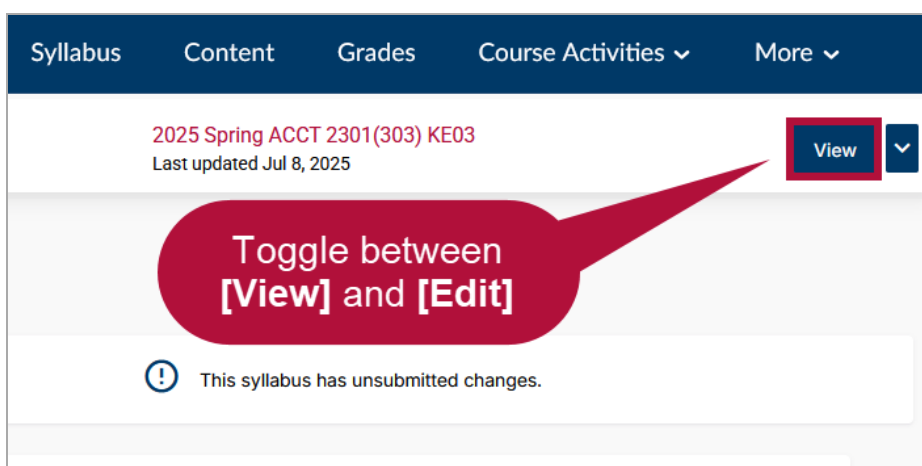 Syllabus Content Grades Course Activities More
2025 Spring ACCT 2301(303) KE03
Last updated Jul 8, 2025
View
Toggle between
[View] and [Edit]
This syllabus has unsubmitted changes.